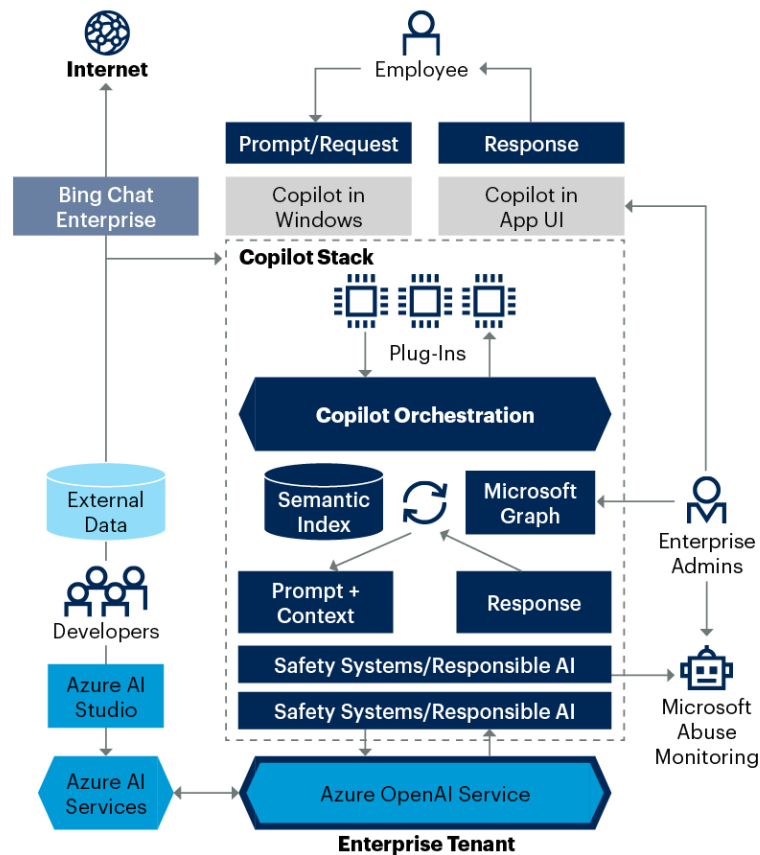 Internet
Employee
Prompt/Request
Response
Bing Chat
Enterprise
Copilot in
Windows
Copilot in
App UI
Copilot Stack
Plug-Ins
Copilot Orchestration
External
Data
Semantic
Index
Microsoft
Graph
Enterprise
Admins
Developers
Prompt +
Context
Response
Safety Systems/Responsible AI
Azure AI
Studio
Safety Systems/Responsible AI
Microsoft
Abuse
Monitoring
Azure AI
Services
Azure OpenAI Service
Enterprise Tenant